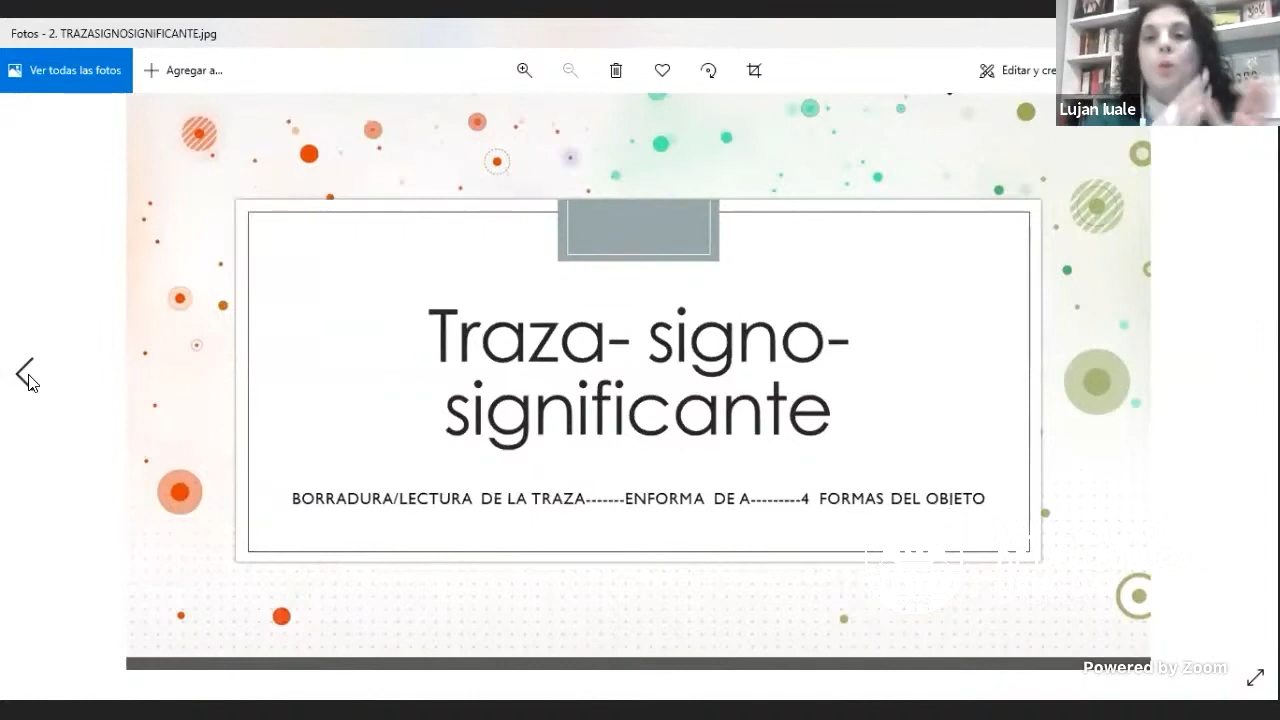 Fotos - 2. TRAZASIGNOSIGNIFICANTE.jpg
Ver todas las fotos
Agregar a...
Editar y cre
Lujan Iuale
Traza- signo-
significante
BORRADURA/LECTURA DE LA TRAZA-------ENFORMA DE A---------4 FORMAS DEL OBJETO
Powered by Zoom